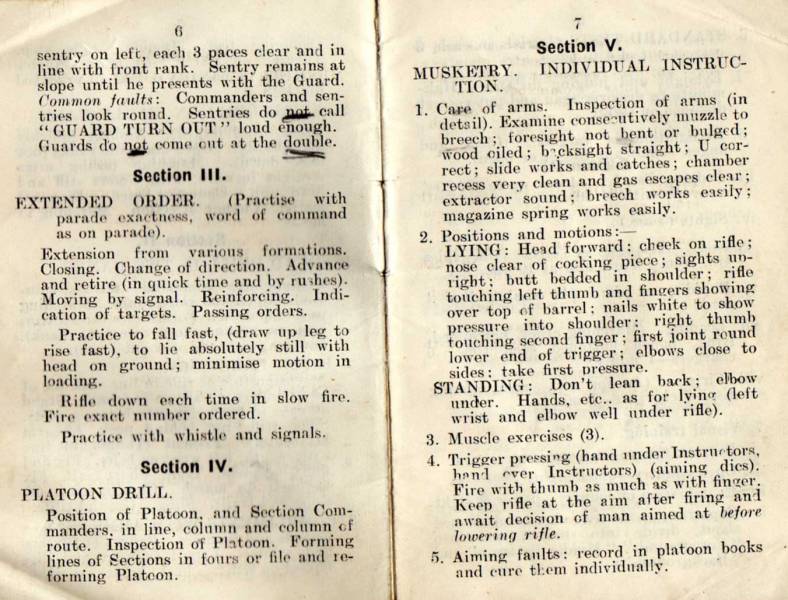 6
sentry on left, each 3 paces clear and in
line with front rank. Sentry remains at
slope until he presents with the Guard.
Common faults: Commanders and sen-
tries look round. Sentries do not call
"GUARD TURN OUT" loud enough.
Guards do not come out at the double.
Section III.
EXTENDED ORDER. (Practise with
parade exactness, word of command
as on parade).
Extension from various formations.
Closing. Change of direction. Advance
and retire (in quick time and by rushes).
Moving by signal. Reinforcing. Indi-
cation of targets. Passing orders.
Practice to fall fast, (draw up leg to
rise fast), to lie absolutely still with
head on ground; minimise motion in
loading.
Rifle down each time in slow fire.
Fire exact number ordered.
Practice with whistle and signals.
Section IV.
PLATOON DRILL.
Position of Platoon, and Section Com-
manders, in line, column and column of
route. Inspection of Platoon. Forming
lines of Sections in fours or file and re-
forming Platoon.
7
Section V.
MUSKETRY. INDIVIDUAL INSTRUC-
TION.
1. Care of arms. Inspection of arms (in
detail). Examine consecutively muzzle to
breech; foresight not bent or bulged;
wood oiled; backsight straight; U cor-
rect; slide works and catches; chamber
recess very clean and gas escapes clear;
extractor sound; breech works easily;
magazine spring works easily.
2. Positions and motions:—
LYING: Head forward; cheek on rifle;
nose clear of cocking piece; sights up-
right; butt bedded in shoulder; rifle
touching left thumb and fingers showing
over top of barrel; nails white to show
pressure into shoulder; right thumb
touching second finger; first joint round
lower end of trigger; elbows close to
sides; take first pressure.
STANDING: Don't lean back; elbow
under. Hands, etc.. as for lying (left
wrist and elbow well under rifle).
3. Muscle exercises (3).
4. Trigger pressing (hand under Instructors,
hand over Instructors) (aiming discs).
Fire with thumb as much as with finger.
Keep rifle at the aim after firing and
await decision of man aimed at before
lowering rifle.
5. Aiming faults: record in platoon books
and cure them individually.